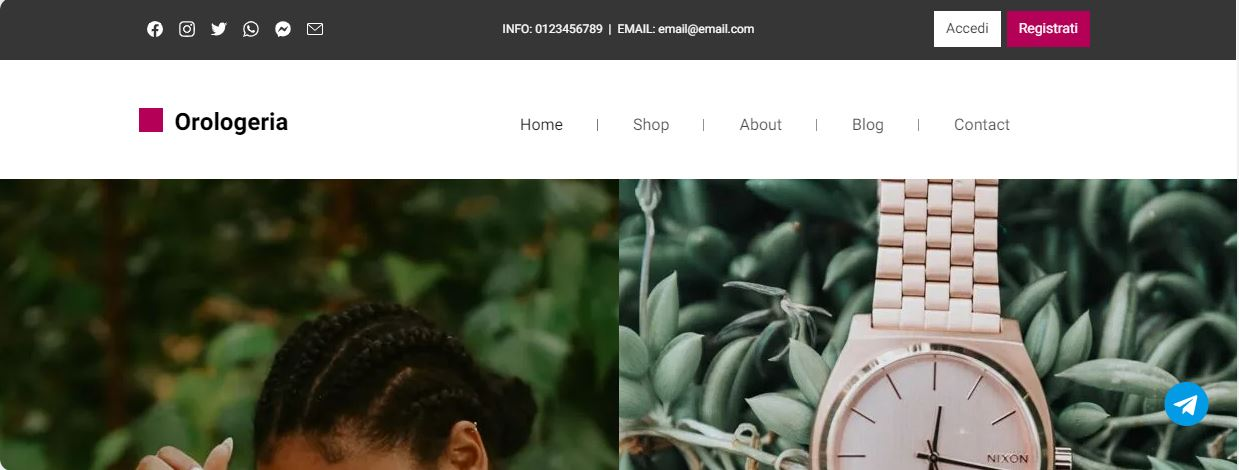 INFO: 0123456789 | EMAIL: email@email.com
Accedi
Registrati
Orologeria
Home | Shop | About | Blog | Contact
NIXON